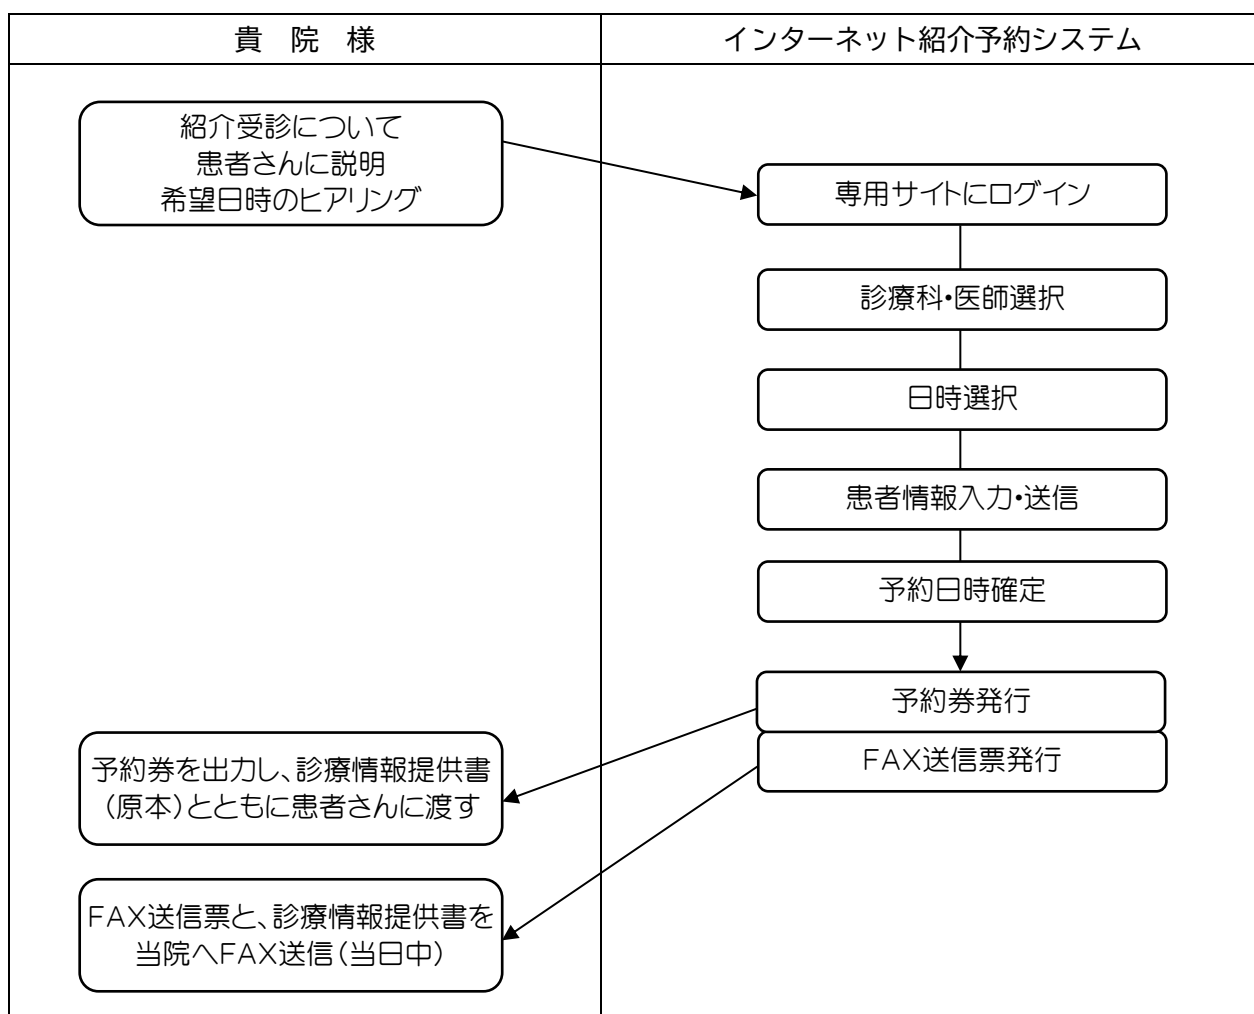 貴 院 様
インターネット紹介予約システム
紹介受診について
患者さんに説明
希望日時のヒアリング
専用サイトにログイン
診療科・医師選択
日時選択
患者情報入力・送信
予約日時確定
予約券発行
FAX送信票発行
予約券を出力し、診療情報提供書
(原本)とともに患者さんに渡す
FAX送信票と、診療情報提供書を
当院へFAX送信(当日中)